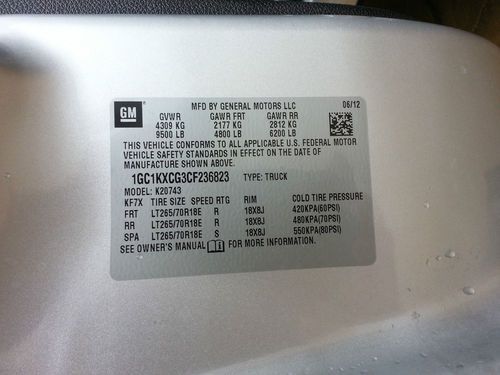 GM
MFD BY GENERAL MOTORS LLC 06/12
GVWR GAWR FRT GAWR RR
4309 KG 2177 KG 2812 KG
9500 LB 4800 LB 6200 LB
THIS VEHICLE CONFORMS TO ALL APPLICABLE U.S. FEDERAL MOTOR
VEHICLE SAFETY STANDARDS IN EFFECT ON THE DATE OF
MANUFACTURE SHOWN ABOVE.
1GC1KXCG3CF236823 TYPE: TRUCK
MODEL: K20743
KF7X TIRE SIZE SPEED RTG RIM COLD TIRE PRESSURE
FRT LT265/70R18E R 18X8J 420KPA(60PSI)
RR LT265/70R18E R 18X8J 480KPA(70PSI)
SPA LT265/70R18E S 18X8J 550KPA(80PSI)
SEE OWNER'S MANUAL FOR MORE INFORMATION.